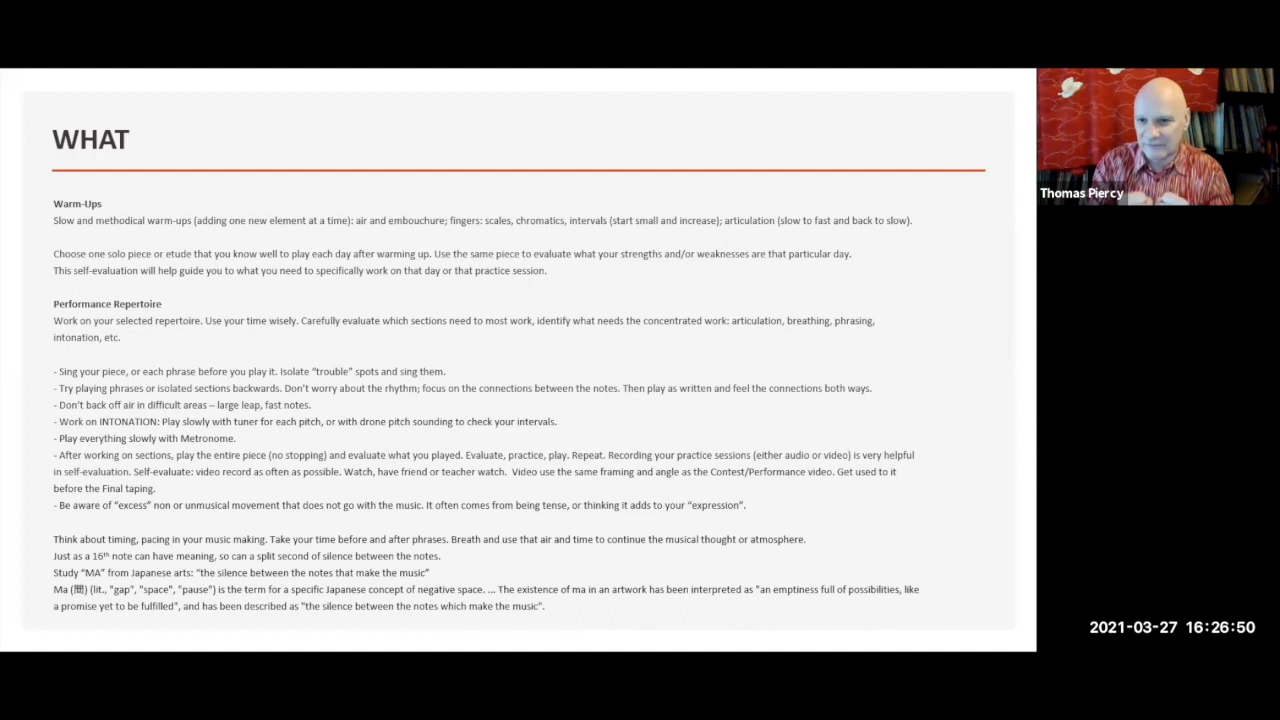 WHAT
Warm-Ups
Slow and methodical warm-ups (adding one new element at a time): air and embouchure; fingers: scales, chromatics, intervals (start small and increase); articulation (slow to fast and back to slow).
Choose one solo piece or etude that you know well to play each day after warming up. Use the same piece to evaluate what your strengths and/or weaknesses are that particular day.
This self-evaluation will help guide you to what you need to specifically work on that day or that practice session.
Performance Repertoire
Work on your selected repertoire. Use your time wisely. Carefully evaluate which sections need to most work, identify what needs the concentrated work: articulation, breathing, phrasing,
intonation, etc.
- Sing your piece, or each phrase before you play it. Isolate “trouble” spots and sing them.
- Try playing phrases or isolated sections backwards. Don’t worry about the rhythm; focus on the connections between the notes. Then play as written and feel the connections both ways.
- Don’t back off air in difficult areas – large leap, fast notes.
- Work on INTONATION: Play slowly with tuner for each pitch, or with drone pitch sounding to check your intervals.
- Play everything slowly with Metronome.
- After working on sections, play the entire piece (no stopping) and evaluate what you played. Evaluate, practice, play. Repeat. Recording your practice sessions (either audio or video) is very helpful
in self-evaluation. Self-evaluate: video record as often as possible. Watch, have friend or teacher watch.  Video use the same framing and angle as the Contest/Performance video. Get used to it
before the Final taping.
- Be aware of “excess” non or unmusical movement that does not go with the music. It often comes from being tense, or thinking it adds to your “expression”.
Think about timing, pacing in your music making. Take your time before and after phrases. Breath and use that air and time to continue the musical thought or atmosphere.
Just as a 16th note can have meaning, so can a split second of silence between the notes.
Study “MA” from Japanese arts: “the silence between the notes that make the music”
Ma (間) (lit., "gap", "space", "pause") is the term for a specific Japanese concept of negative space. ... The existence of ma in an artwork has been interpreted as "an emptiness full of possibilities, like
a promise yet to be fulfilled", and has been described as "the silence between the notes which make the music".
Thomas Piercy
2021-03-27 16:26:50